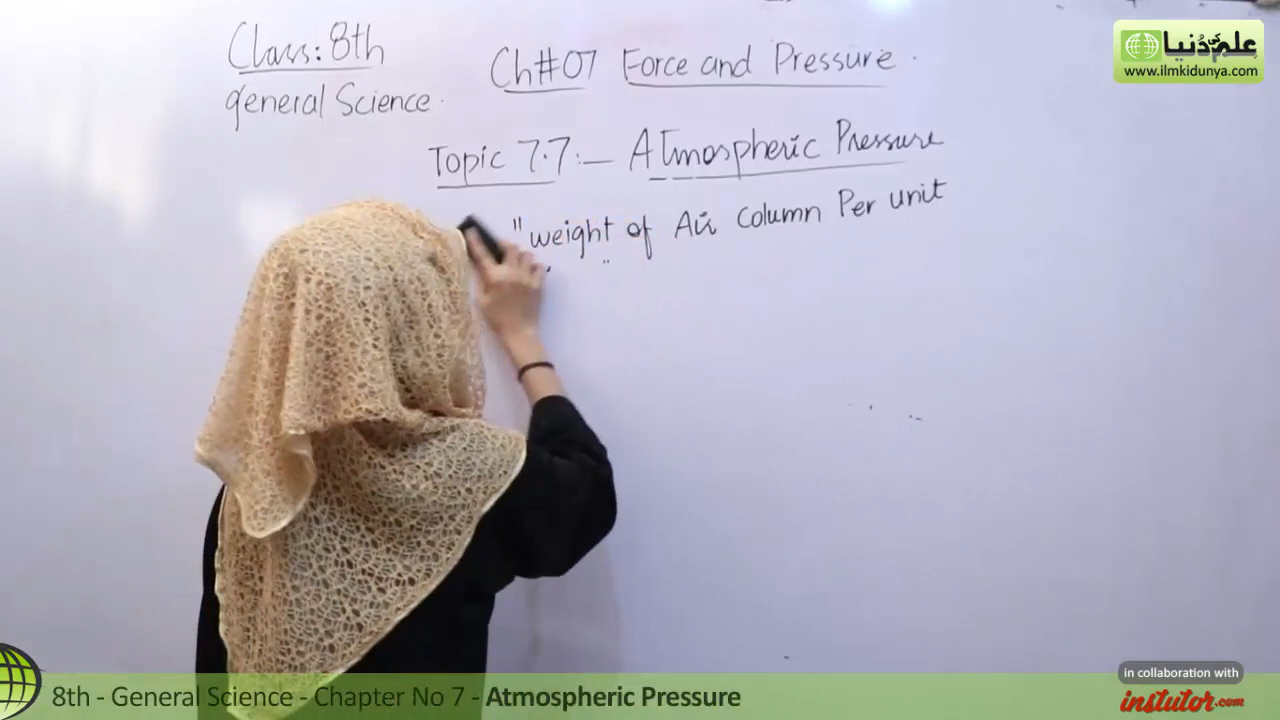 Class: 8th
general Science.
Ch#07 Force and Pressure.
Topic 7.7:— Atmospheric Pressure
"weight of Air column Per unit
"
علم کی دُنیا
www.ilmkidunya.com
in collaboration with
instutor.com
8th - General Science - Chapter No 7 - Atmospheric Pressure